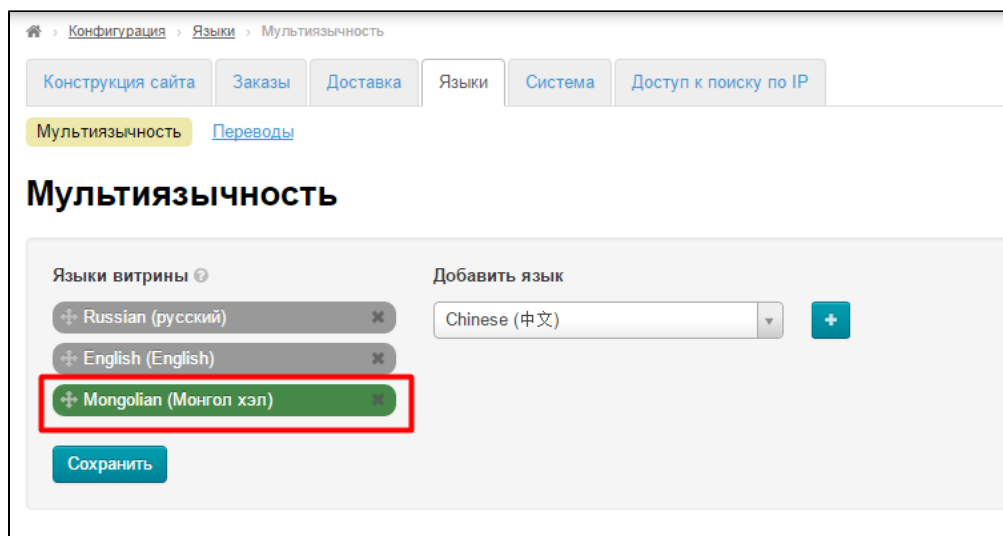 Конфигурация › Языки › Мультиязычность
Конструкция сайта Заказы Доставка Языки Система Доступ к поиску по IP
Мультиязычность Переводы
Мультиязычность
Языки витрины ? Добавить язык
Russian (русский) Chinese (中文) +
English (English)
Mongolian (Монгол хэл)
Сохранить